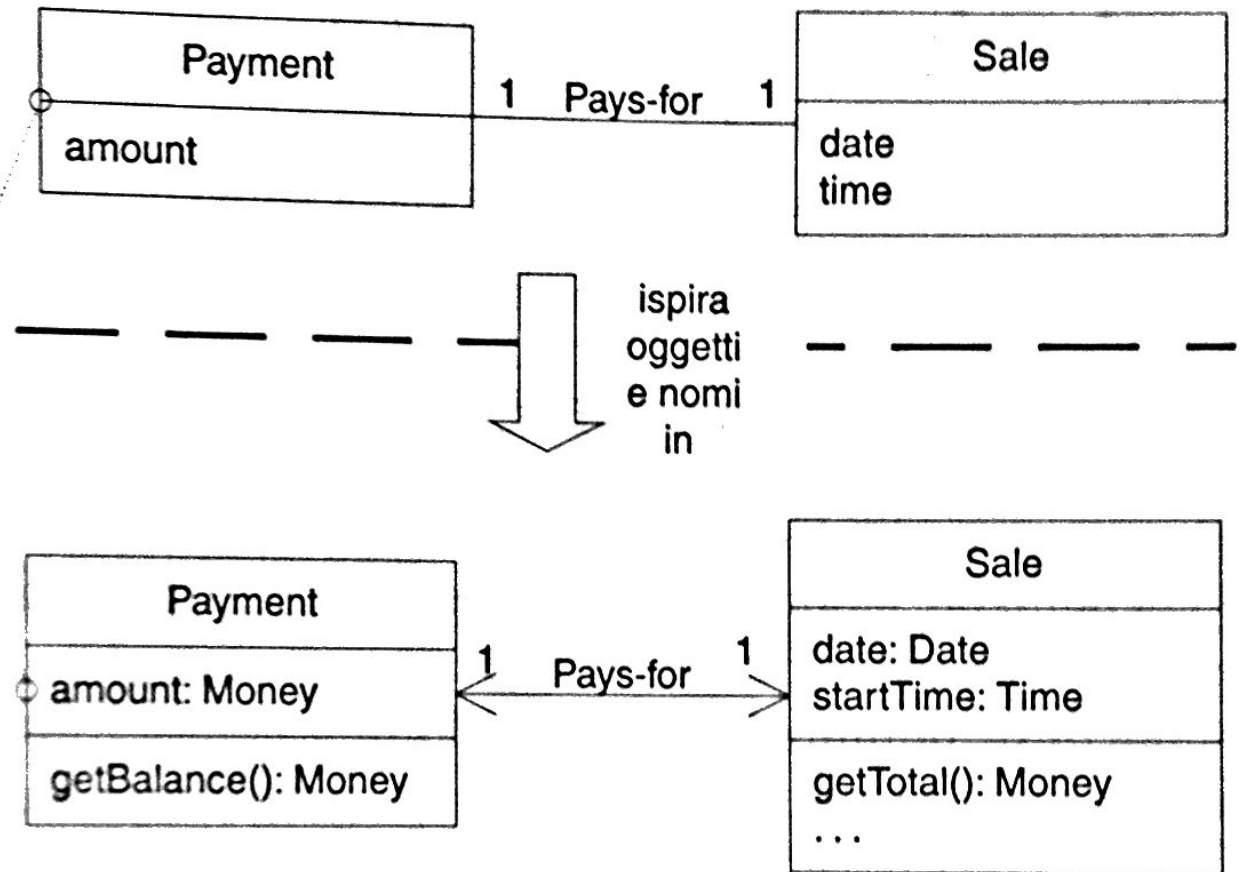 Payment
1 Pays-for 1
Sale
amount
date
time
ispira
oggetti
e nomi
in
Payment
1 Pays-for 1
Sale
amount: Money
date: Date
startTime: Time
getBalance(): Money
getTotal(): Money
. . .